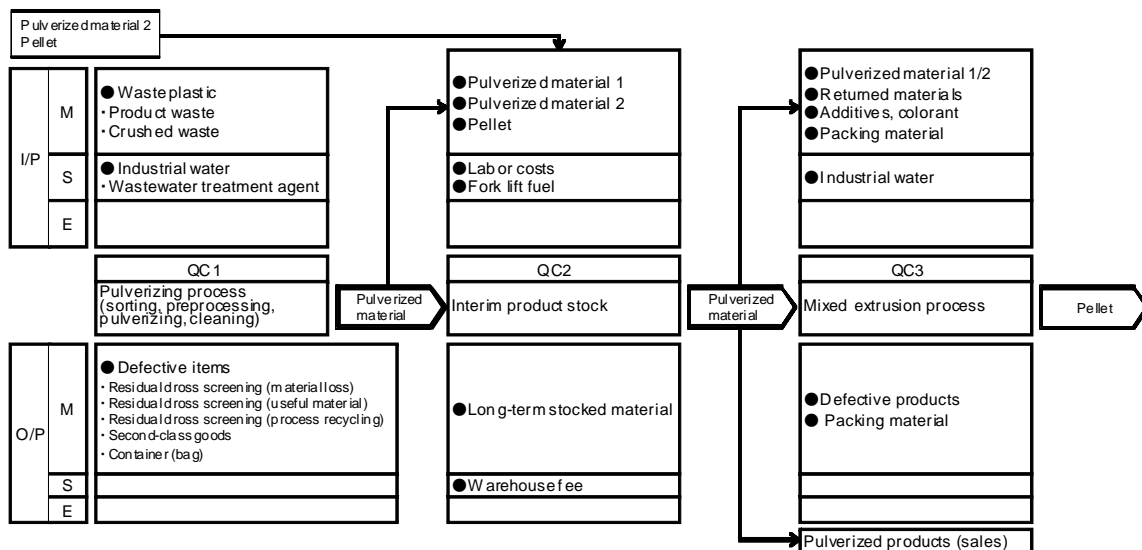 Pulverized material 2
Pellet
I/P
M
● Waste plastic
・Product waste
・Crushed waste
●Pulverized material 1
●Pulverized material 2
●Pellet
●Pulverized material 1/2
●Returned materials
●Additives, colorant
●Packing material
S
●Industrial water
・Wastewater treatment agent
●Labor costs
●Fork lift fuel
●Industrial water
E
QC1
QC2
QC3
Pulverizing process
(sorting, preprocessing,
pulverizing, cleaning)
Pulverized
material
Interim product stock
Pulverized
material
Mixed extrusion process
Pellet
O/P
M
● Defective items
・Residual dross screening (material loss)
・Residual dross screening (useful material)
・Residual dross screening (process recycling)
・Second-class goods
・Container (bag)
●Long-term stocked material
●Defective products
● Packing material
S
●Warehouse fee
E
Pulverized products (sales)